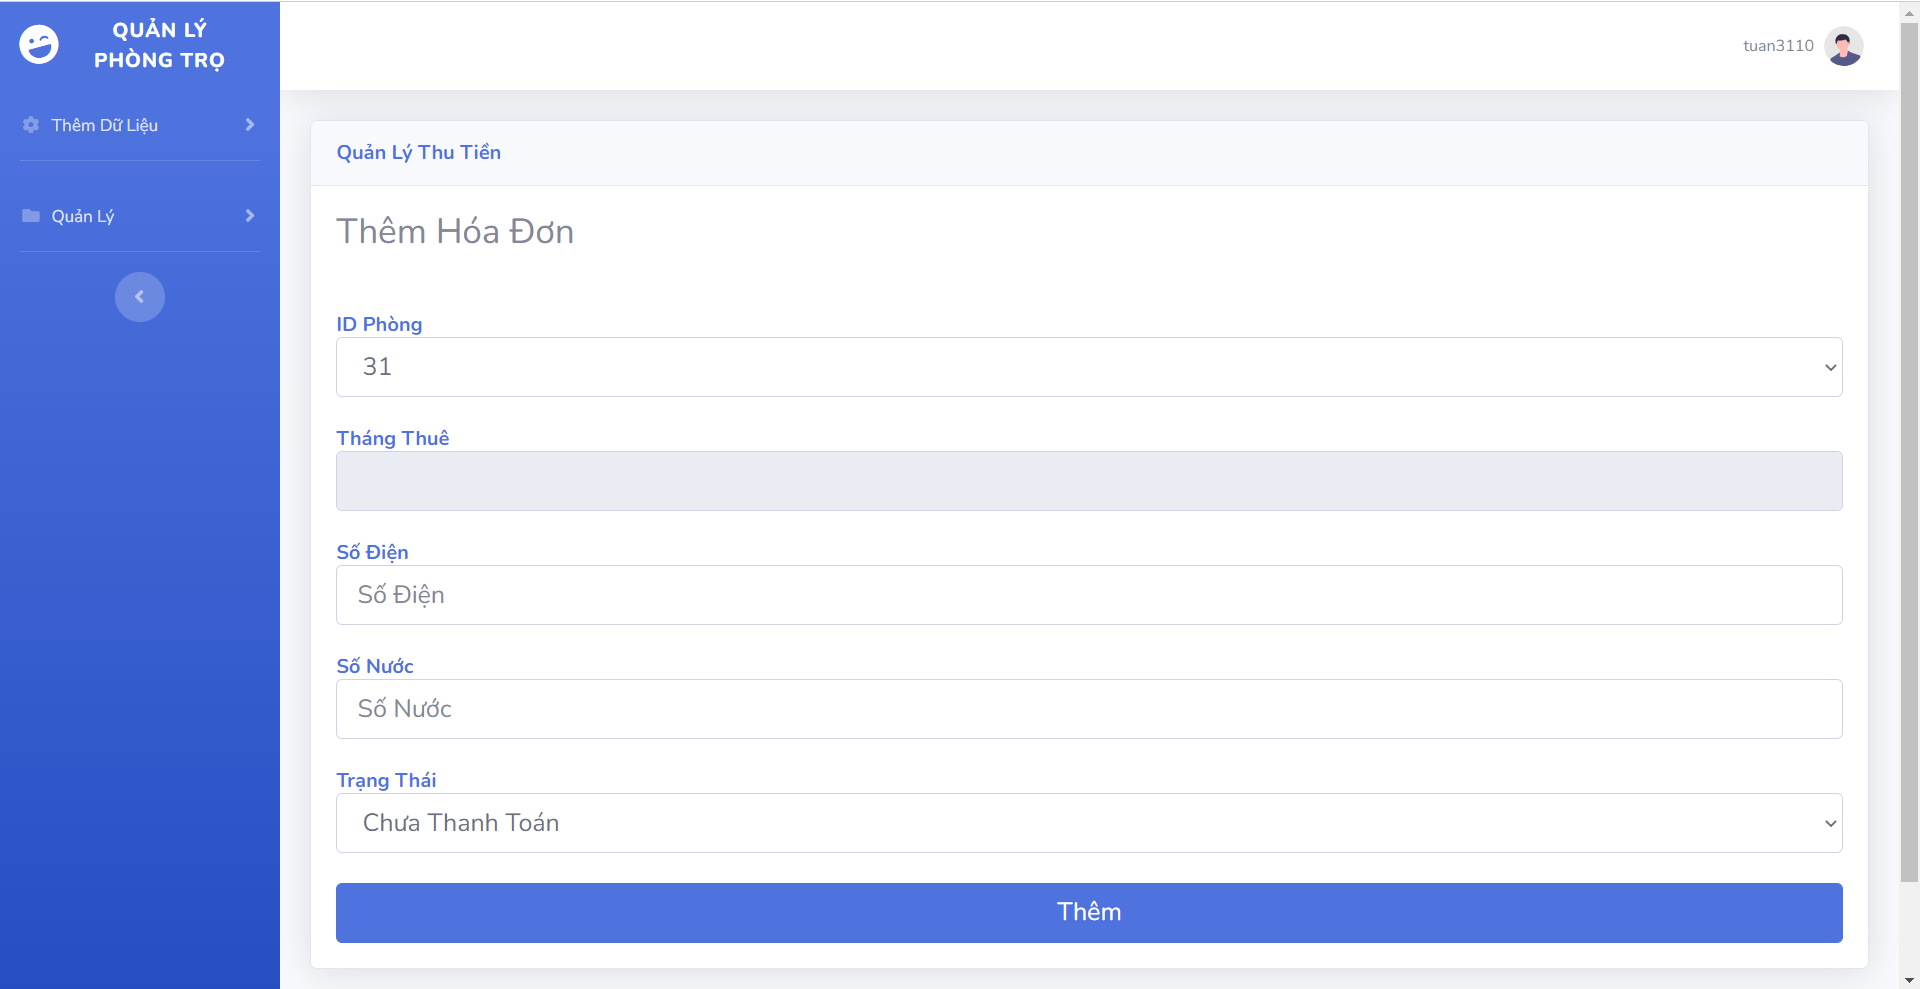 QUẢN LÝ
PHÒNG TRỌ
tuan3110
Thêm Dữ Liệu
Quản Lý
Quản Lý Thu Tiền
Thêm Hóa Đơn
ID Phòng
31
Tháng Thuê
Số Điện
Số Điện
Số Nước
Số Nước
Trạng Thái
Chưa Thanh Toán
Thêm